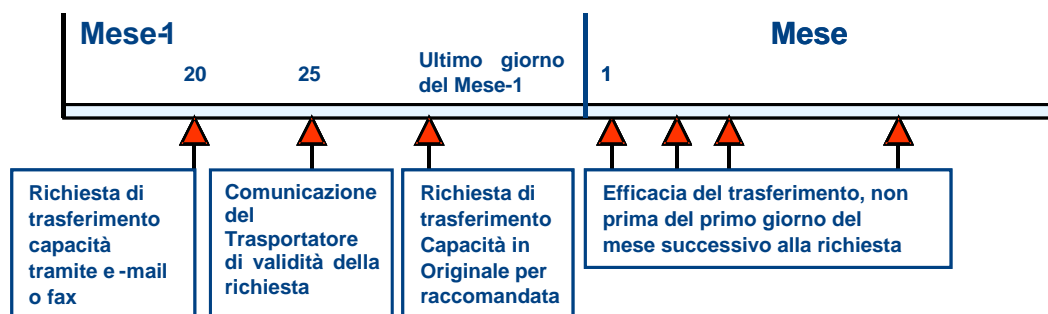 Mese-1
Mese
20
25
Ultimo giorno
del Mese-1
1
Richiesta di
trasferimento
capacità
tramite e -mail
o fax
Comunicazione
del
Trasportatore
di validità della
richiesta
Richiesta di
trasferimento
Capacità in
Originale per
raccomandata
Efficacia del trasferimento, non
prima del primo giorno del
mese successivo alla richiesta